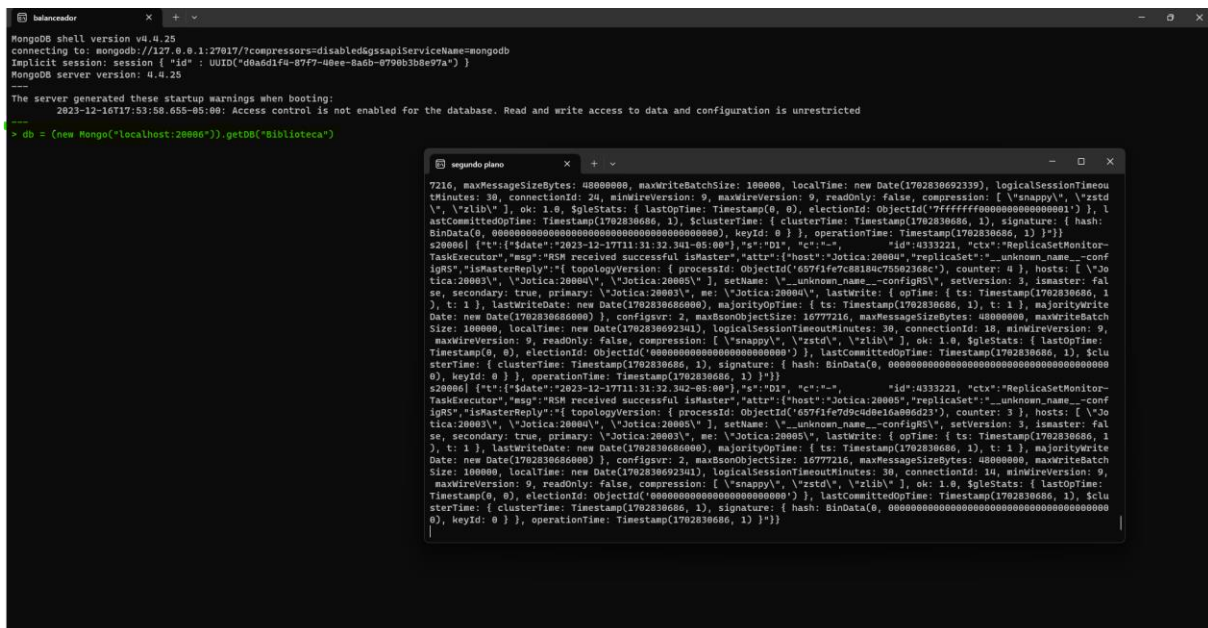 balanceador
MongoDB shell version v4.4.25
connecting to: mongodb://127.0.0.1:27017/?compressors=disabled&gssapiServiceName=mongodb
Implicit session: session { "id" : UUID("d0a6d1f4-87f7-40ee-8a6b-0790b3b8e97a") }
MongoDB server version: 4.4.25
---
The server generated these startup warnings when booting:
        2023-12-16T17:53:58.655-05:00: Access control is not enabled for the database. Read and write access to data and configuration is unrestricted
---
> db = (new Mongo("localhost:20006")).getDB("Biblioteca")
segundo plano
7216, maxMessageSizeBytes: 48000000, maxWriteBatchSize: 100000, localTime: new Date(1702830692339), logicalSessionTimeou
tMinutes: 30, connectionId: 24, minWireVersion: 9, maxWireVersion: 9, readOnly: false, compression: [ \"snappy\", \"zstd
\", \"zlib\" ], ok: 1.0, $gleStats: { lastOpTime: Timestamp(0, 0), electionId: ObjectId('7fffffff0000000000000001') }, l
astCommittedOpTime: Timestamp(1702830686, 1), $clusterTime: { clusterTime: Timestamp(1702830686, 1), signature: { hash:
BinData(0, 0000000000000000000000000000000000000000), keyId: 0 } }, operationTime: Timestamp(1702830686, 1) }"}}
s20006| {"t":{"$date":"2023-12-17T11:31:32.341-05:00"},"s":"D1", "c":"-",        "id":4333221, "ctx":"ReplicaSetMonitor-
TaskExecutor","msg":"RSM received successful isMaster","attr":{"host":"Jotica:20004","replicaSet":"__unknown_name__-conf
igRS","isMasterReply":"{ topologyVersion: { processId: ObjectId('657f1fe7c88184c75502368c'), counter: 4 }, hosts: [ \"Jo
tica:20003\", \"Jotica:20004\", \"Jotica:20005\" ], setName: \"__unknown_name__-configRS\", setVersion: 3, ismaster: fal
se, secondary: true, primary: \"Jotica:20003\", me: \"Jotica:20004\", lastWrite: { opTime: { ts: Timestamp(1702830686, 1
), t: 1 }, lastWriteDate: new Date(1702830686000), majorityOpTime: { ts: Timestamp(1702830686, 1), t: 1 }, majorityWrite
Date: new Date(1702830686000) }, configsvr: 2, maxBsonObjectSize: 16777216, maxMessageSizeBytes: 48000000, maxWriteBatch
Size: 100000, localTime: new Date(1702830692341), logicalSessionTimeoutMinutes: 30, connectionId: 18, minWireVersion: 9,
 maxWireVersion: 9, readOnly: false, compression: [ \"snappy\", \"zstd\", \"zlib\" ], ok: 1.0, $gleStats: { lastOpTime:
Timestamp(0, 0), electionId: ObjectId('000000000000000000000000') }, lastCommittedOpTime: Timestamp(1702830686, 1), $clu
sterTime: { clusterTime: Timestamp(1702830686, 1), signature: { hash: BinData(0, 000000000000000000000000000000000000000
0), keyId: 0 } }, operationTime: Timestamp(1702830686, 1) }"}}
s20006| {"t":{"$date":"2023-12-17T11:31:32.342-05:00"},"s":"D1", "c":"-",        "id":4333221, "ctx":"ReplicaSetMonitor-
TaskExecutor","msg":"RSM received successful isMaster","attr":{"host":"Jotica:20005","replicaSet":"__unknown_name__-conf
igRS","isMasterReply":"{ topologyVersion: { processId: ObjectId('657f1fe7d9c4d0e16a006d23'), counter: 3 }, hosts: [ \"Jo
tica:20003\", \"Jotica:20004\", \"Jotica:20005\" ], setName: \"__unknown_name__-configRS\", setVersion: 3, ismaster: fal
se, secondary: true, primary: \"Jotica:20003\", me: \"Jotica:20005\", lastWrite: { opTime: { ts: Timestamp(1702830686, 1
), t: 1 }, lastWriteDate: new Date(1702830686000), majorityOpTime: { ts: Timestamp(1702830686, 1), t: 1 }, majorityWrite
Date: new Date(1702830686000) }, configsvr: 2, maxBsonObjectSize: 16777216, maxMessageSizeBytes: 48000000, maxWriteBatch
Size: 100000, localTime: new Date(1702830692341), logicalSessionTimeoutMinutes: 30, connectionId: 14, minWireVersion: 9,
 maxWireVersion: 9, readOnly: false, compression: [ \"snappy\", \"zstd\", \"zlib\" ], ok: 1.0, $gleStats: { lastOpTime:
Timestamp(0, 0), electionId: ObjectId('000000000000000000000000') }, lastCommittedOpTime: Timestamp(1702830686, 1), $clu
sterTime: { clusterTime: Timestamp(1702830686, 1), signature: { hash: BinData(0, 000000000000000000000000000000000000000
0), keyId: 0 } }, operationTime: Timestamp(1702830686, 1) }"}}